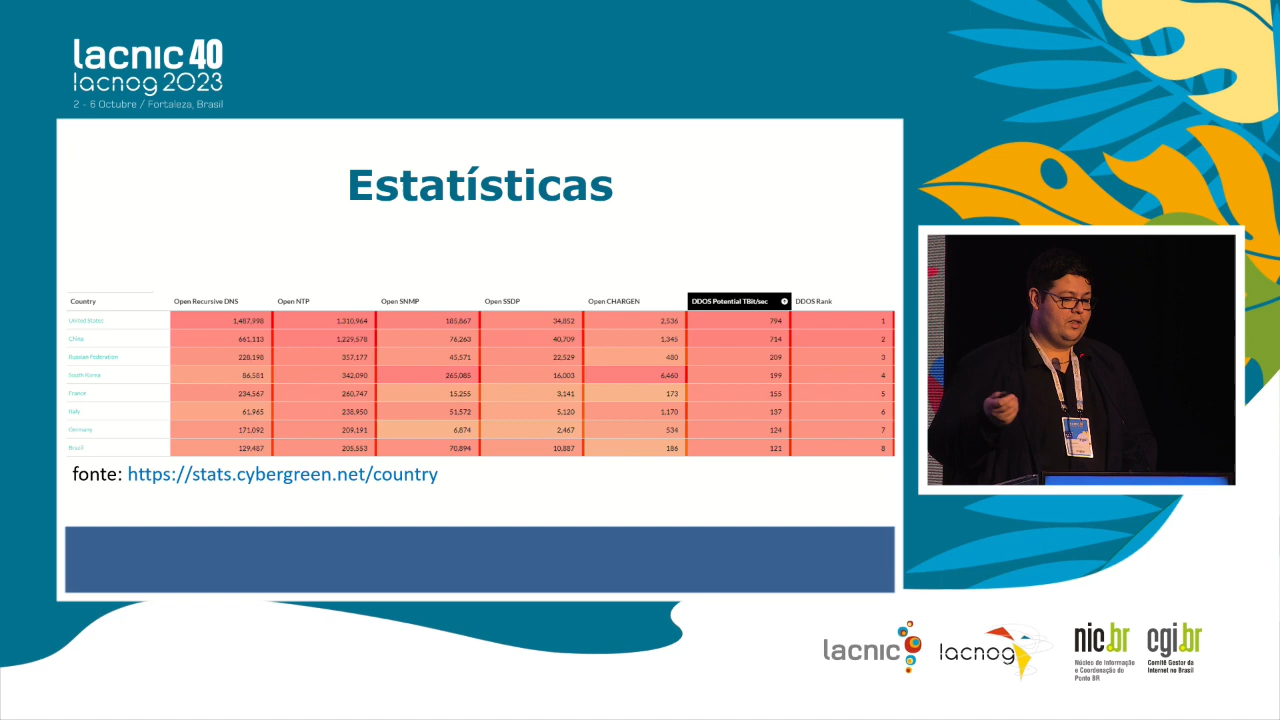 lacnic 40
lacnog 2023
2 - 6 Octubre / Fortaleza, Brasil
Estatísticas
Country Open Recursive DNS Open NTP Open SNMP Open SSDP Open CHARGEN DDOS Potential TBit/sec DDOS Rank
United States 1,487,998 1,310,964 185,867 34,852 2,536 794 1
China 661,113 1,229,578 76,263 40,709 1,345 714 2
Russian Federation 228,198 357,177 45,571 22,529 480 209 3
South Korea 86,551 342,090 265,085 16,003 6,460 199 4
France 234,567 260,747 15,255 3,141 173 155 5
Italy 61,965 238,950 51,572 5,120 1,170 137 6
Germany 171,092 209,191 6,874 2,467 534 124 7
Brazil 129,487 205,553 70,894 10,887 186 121 8
fonte: https://stats.cybergreen.net/country
lacnic
lacnog
nic.br
Núcleo de Informação
e Coordenação do
Ponto BR
cgi.br
Comitê Gestor da
Internet no Brasil